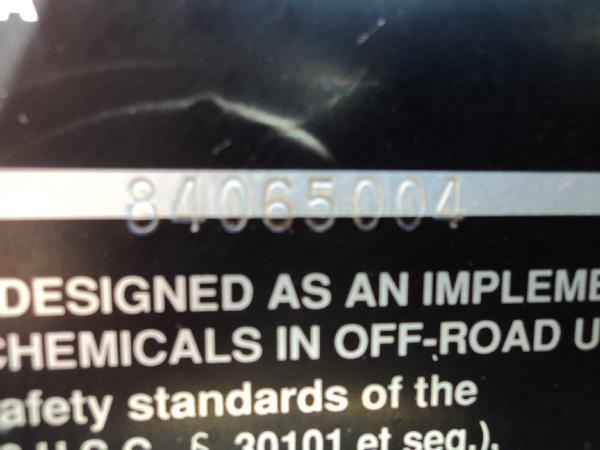 A
84065004
DESIGNED AS AN IMPLEME
CHEMICALS IN OFF-ROAD U
afety standards of the
U.S.C. § 30101 et seq.).